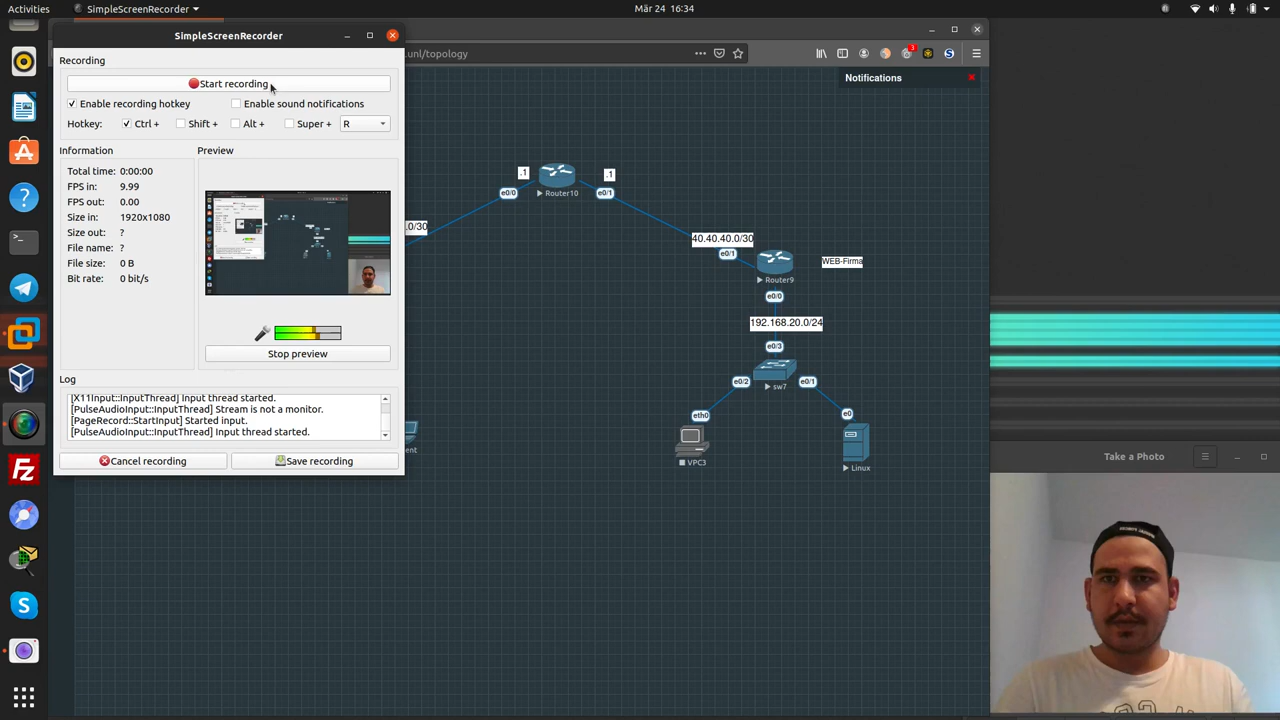 Activities
SimpleScreenRecorder
Mär 24 16:34
SimpleScreenRecorder
.unl/topology
3
Recording
Start recording
Notifications
Enable recording hotkey
Enable sound notifications
Hotkey:
Ctrl +
Shift +
Alt +
Super +
R
Information
Preview
Total time: 0:00:00
FPS in: 9.99
FPS out: 0.00
Size in: 1920x1080
Size out: ?
File name: ?
File size: 0 B
Bit rate: 0 bit/s
Stop preview
Log
[X11Input::InputThread] Input thread started.
[PulseAudioInput::InputThread] Stream is not a monitor.
[PageRecord::StartInput] Started input.
[PulseAudioInput::InputThread] Input thread started.
Cancel recording
Save recording
.1
.1
e0/0
Router10
e0/1
.0/30
40.40.40.0/30
e0/1
WEB-Firma
Router9
e0/0
192.168.20.0/24
e0/3
sw7
e0/2
e0/1
eth0
e0
ent
VPC3
Linux
Take a Photo